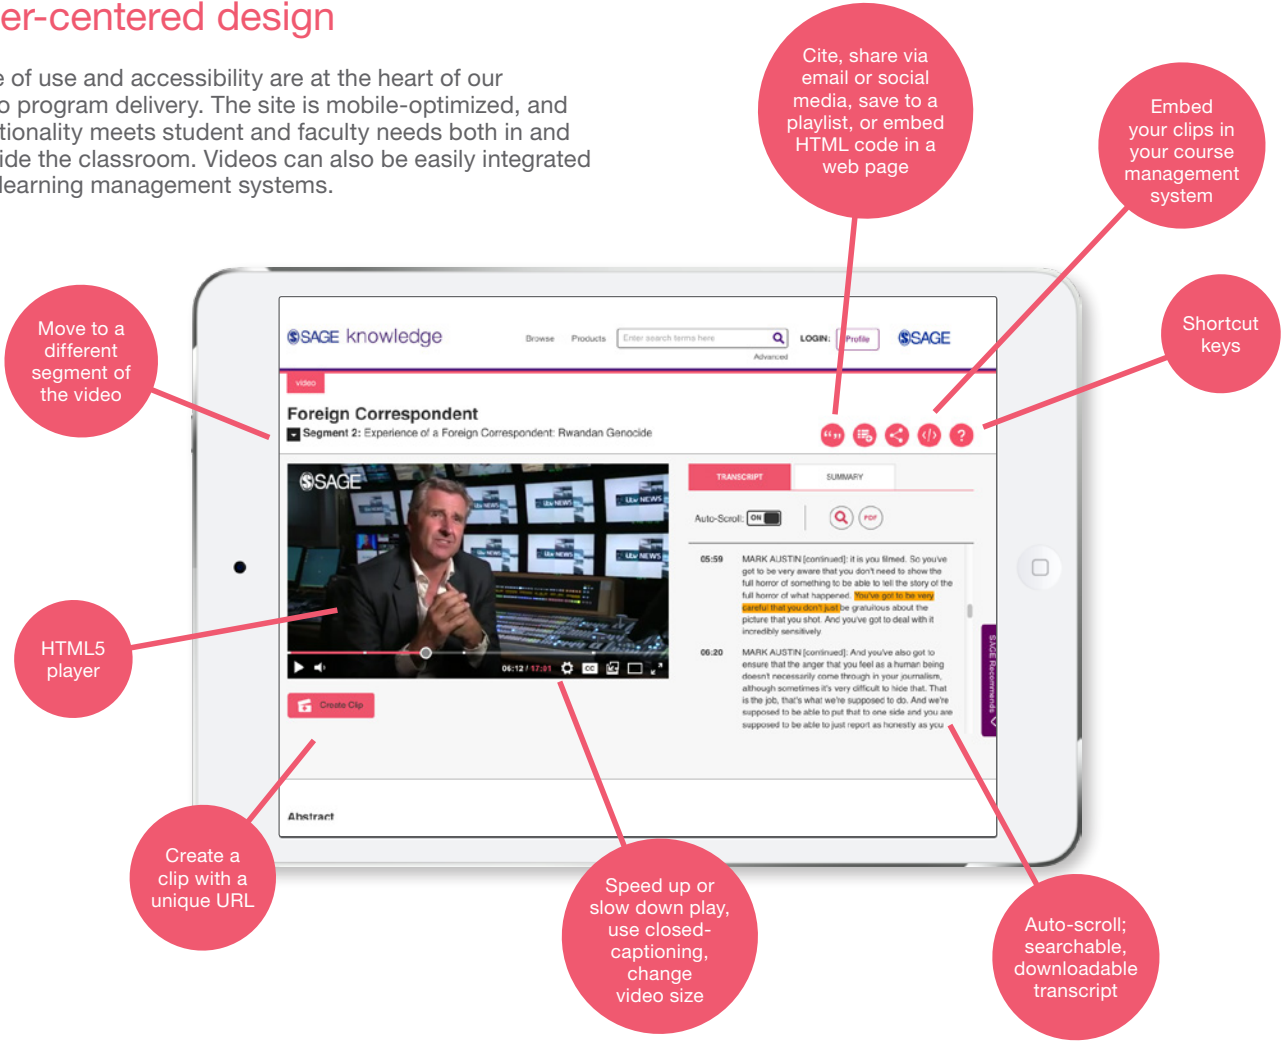 er-centered design
e of use and accessibility are at the heart of our
o program delivery. The site is mobile-optimized, and
tionality meets student and faculty needs both in and
ide the classroom. Videos can also be easily integrated
learning management systems.
Cite, share via
email or social
media, save to a
playlist, or embed
HTML code in a
web page
Embed
your clips in
your course
management
system
Shortcut
keys
Move to a
different
segment of
the video
HTML5
player
Create a
clip with a
unique URL
Speed up or
slow down play,
use closed-
captioning,
change
video size
Auto-scroll;
searchable,
downloadable
transcript
SAGE knowledge
Browse Products Enter search terms here LOGIN: Profile SAGE
Advanced
video
Foreign Correspondent
Segment 2: Experience of a Foreign Correspondent: Rwandan Genocide
SAGE
itv NEWS
06:12 / 17:01 CC
Create Clip
TRANSCRIPT SUMMARY
Auto-Scroll: ON PDF
05:59 MARK AUSTIN [continued]: it is you filmed. So you've
got to be very aware that you don't need to show the
full horror of something to be able to tell the story of the
full horror of what happened. You've got to be very
careful that you don't just be gratuitous about the
picture that you shot. And you've got to deal with it
incredibly sensitively.
06:20 MARK AUSTIN [continued]: And you've also got to
ensure that the anger that you feel as a human being
doesn't necessarily come through in your journalism,
although sometimes it's very difficult to hide that. That
is the job, that's what we're supposed to do. And we're
supposed to be able to put that to one side and you are
supposed to be able to just report as honestly as you
SAGE Recommends
Abstract